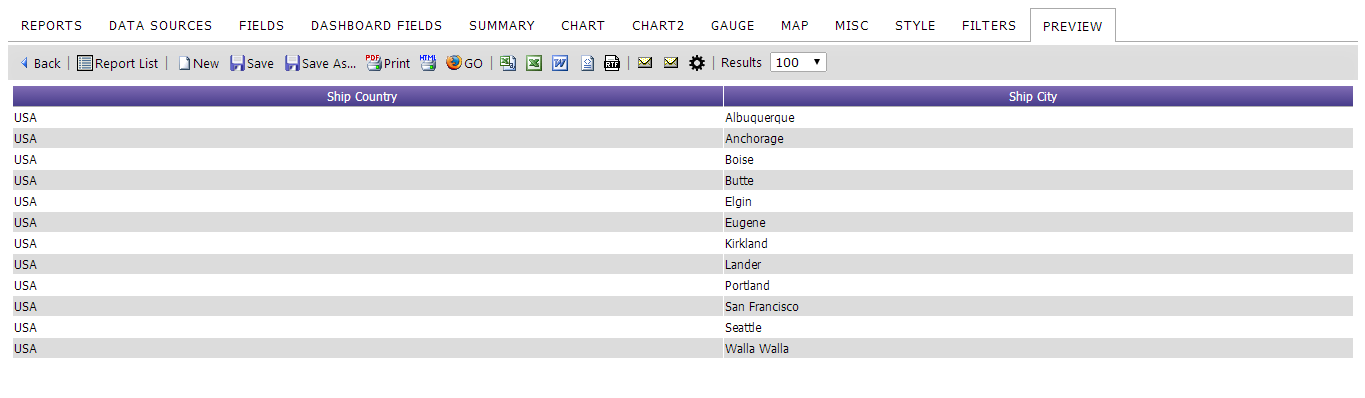 REPORTS DATA SOURCES FIELDS DASHBOARD FIELDS SUMMARY CHART CHART2 GAUGE MAP MISC STYLE FILTERS PREVIEW
Back | Report List | New Save Save As... PDF Print HTML GO | RTF | | Results 100
Ship Country Ship City
USA Albuquerque
USA Anchorage
USA Boise
USA Butte
USA Elgin
USA Eugene
USA Kirkland
USA Lander
USA Portland
USA San Francisco
USA Seattle
USA Walla Walla